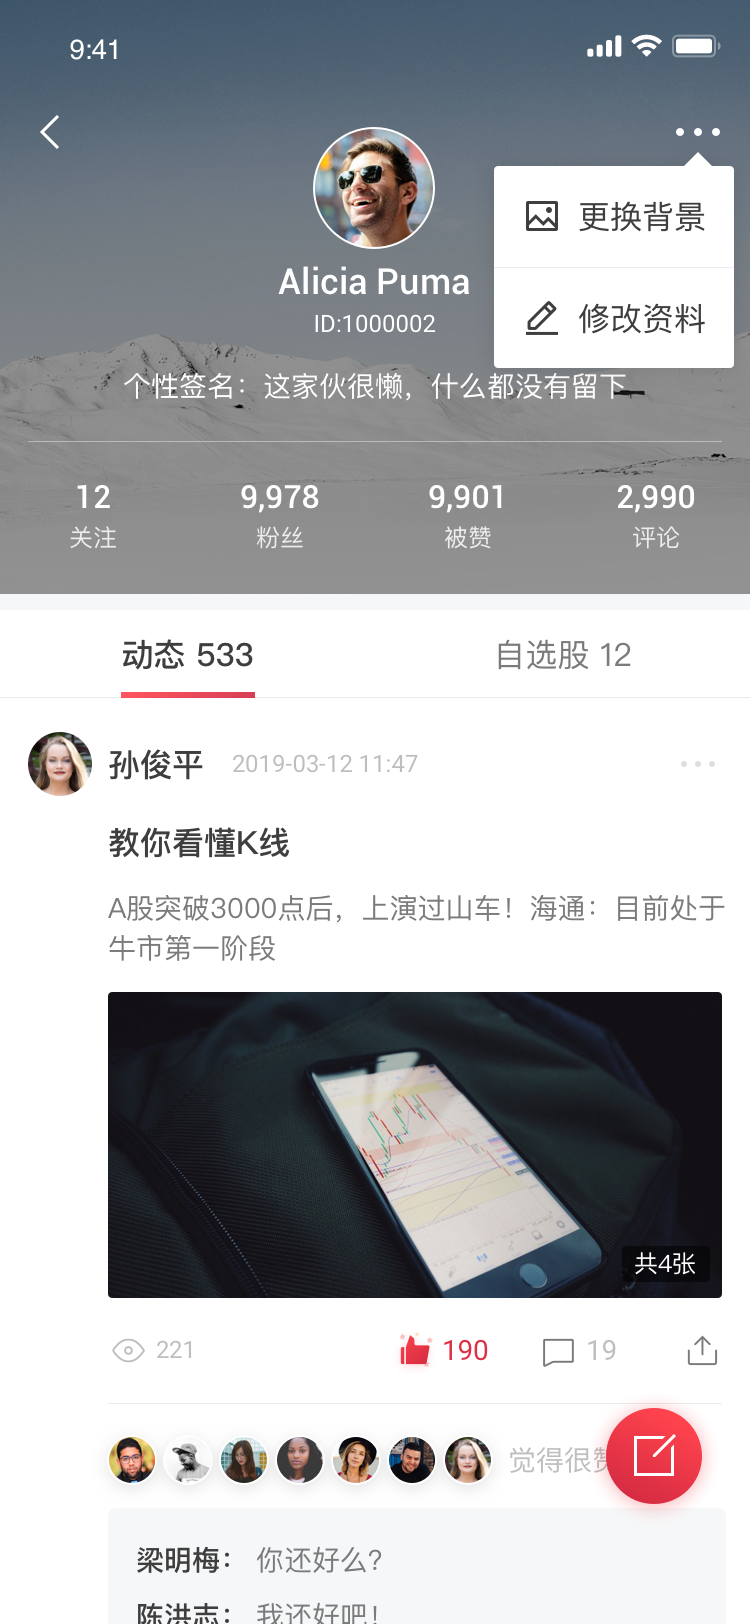 9:41
更换背景
修改资料
Alicia Puma
ID:1000002
个性签名：这家伙很懒，什么都没有留下
12 9,978 9,901 2,990
关注 粉丝 被赞 评论
动态 533 自选股 12
孙俊平 2019-03-12 11:47
教你看懂K线
A股突破3000点后，上演过山车！海通：目前处于
牛市第一阶段
共4张
221 190 19
觉得很赞
梁明梅： 你还好么？
陈洪志： 我还好吧！